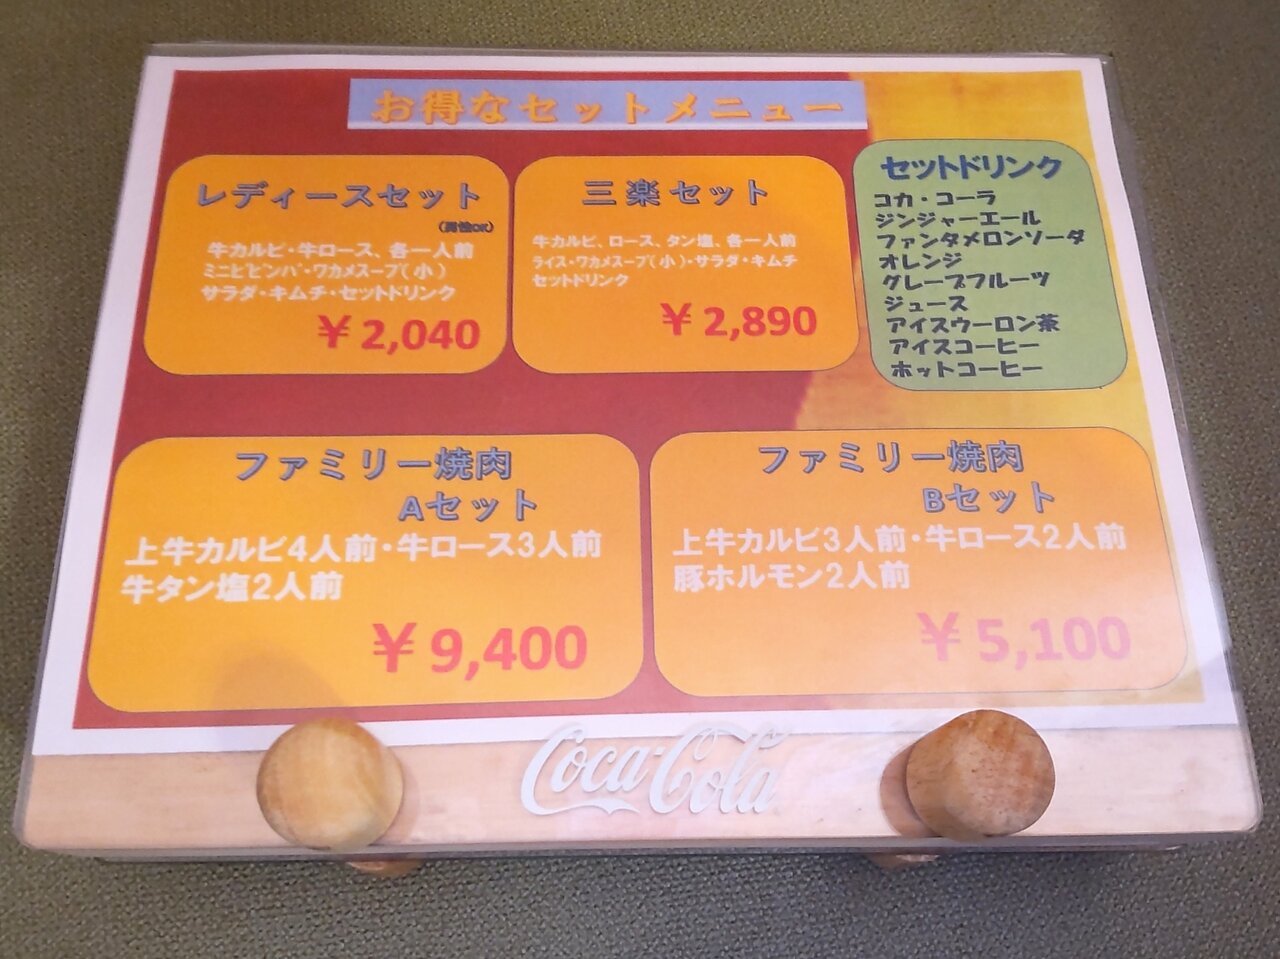 お得なセットメニュー
レディースセット
(男性OK)
牛カルビ・牛ロース、各一人前
ミニビビンバ・ワカメスープ(小)
サラダ・キムチ・セットドリンク
￥2,040
三楽セット
牛カルビ、ロース、タン塩、各一人前
ライス・ワカメスープ(小)・サラダ・キムチ
セットドリンク
￥2,890
セットドリンク
コカ・コーラ
ジンジャーエール
ファンタメロンソーダ
オレンジ
グレープフルーツ
ジュース
アイスウーロン茶
アイスコーヒー
ホットコーヒー
ファミリー焼肉
Aセット
上牛カルビ4人前・牛ロース3人前
牛タン塩2人前
￥9,400
ファミリー焼肉
Bセット
上牛カルビ3人前・牛ロース2人前
豚ホルモン2人前
￥5,100
Coca-Cola